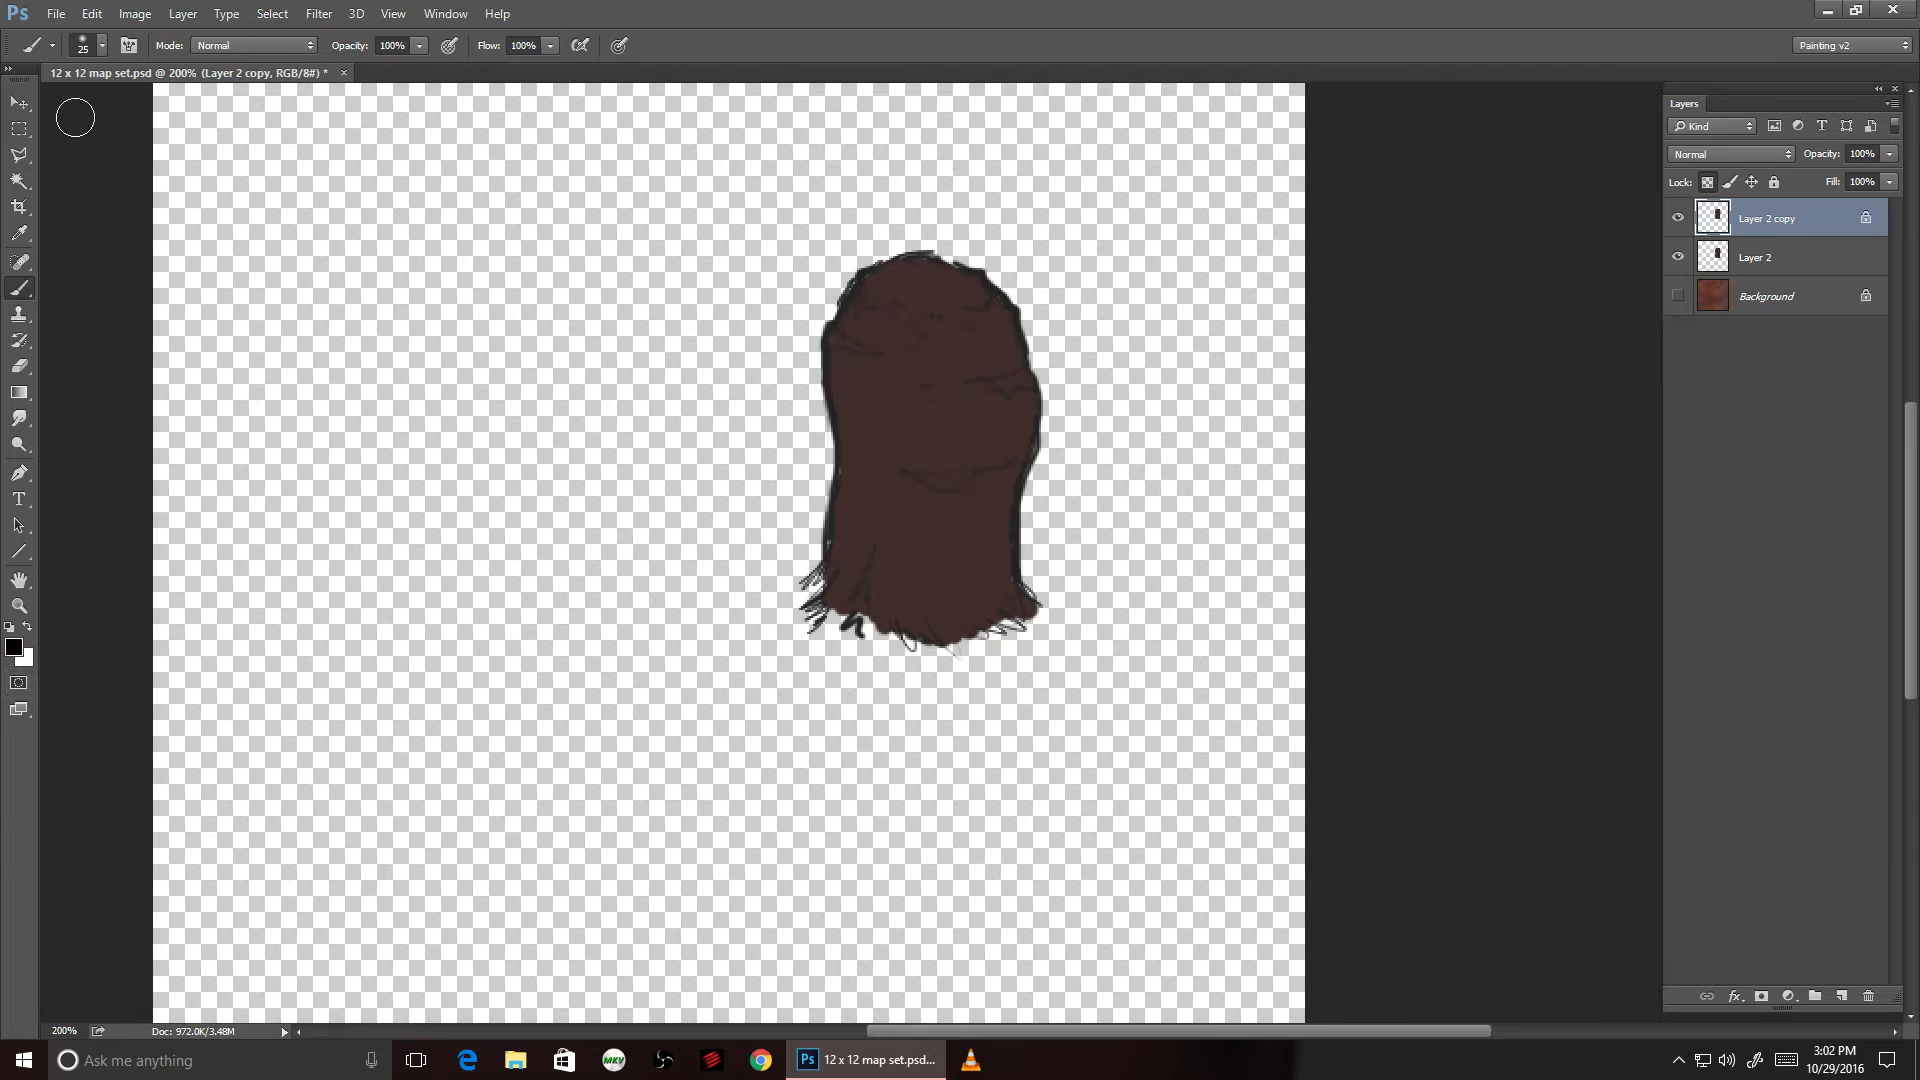 Ps File Edit Image Layer Type Select Filter 3D View Window Help
25 Mode: Normal Opacity: 100% Flow: 100% Painting v2
12 x 12 map set.psd @ 200% (Layer 2 copy, RGB/8#) * ×
Layers
Kind
Normal Opacity: 100%
Lock: Fill: 100%
Layer 2 copy
Layer 2
Background
200% Doc: 972.0K/3.48M
Ask me anything MKV Ps 12 x 12 map set.psd... 3:02 PM
10/29/2016